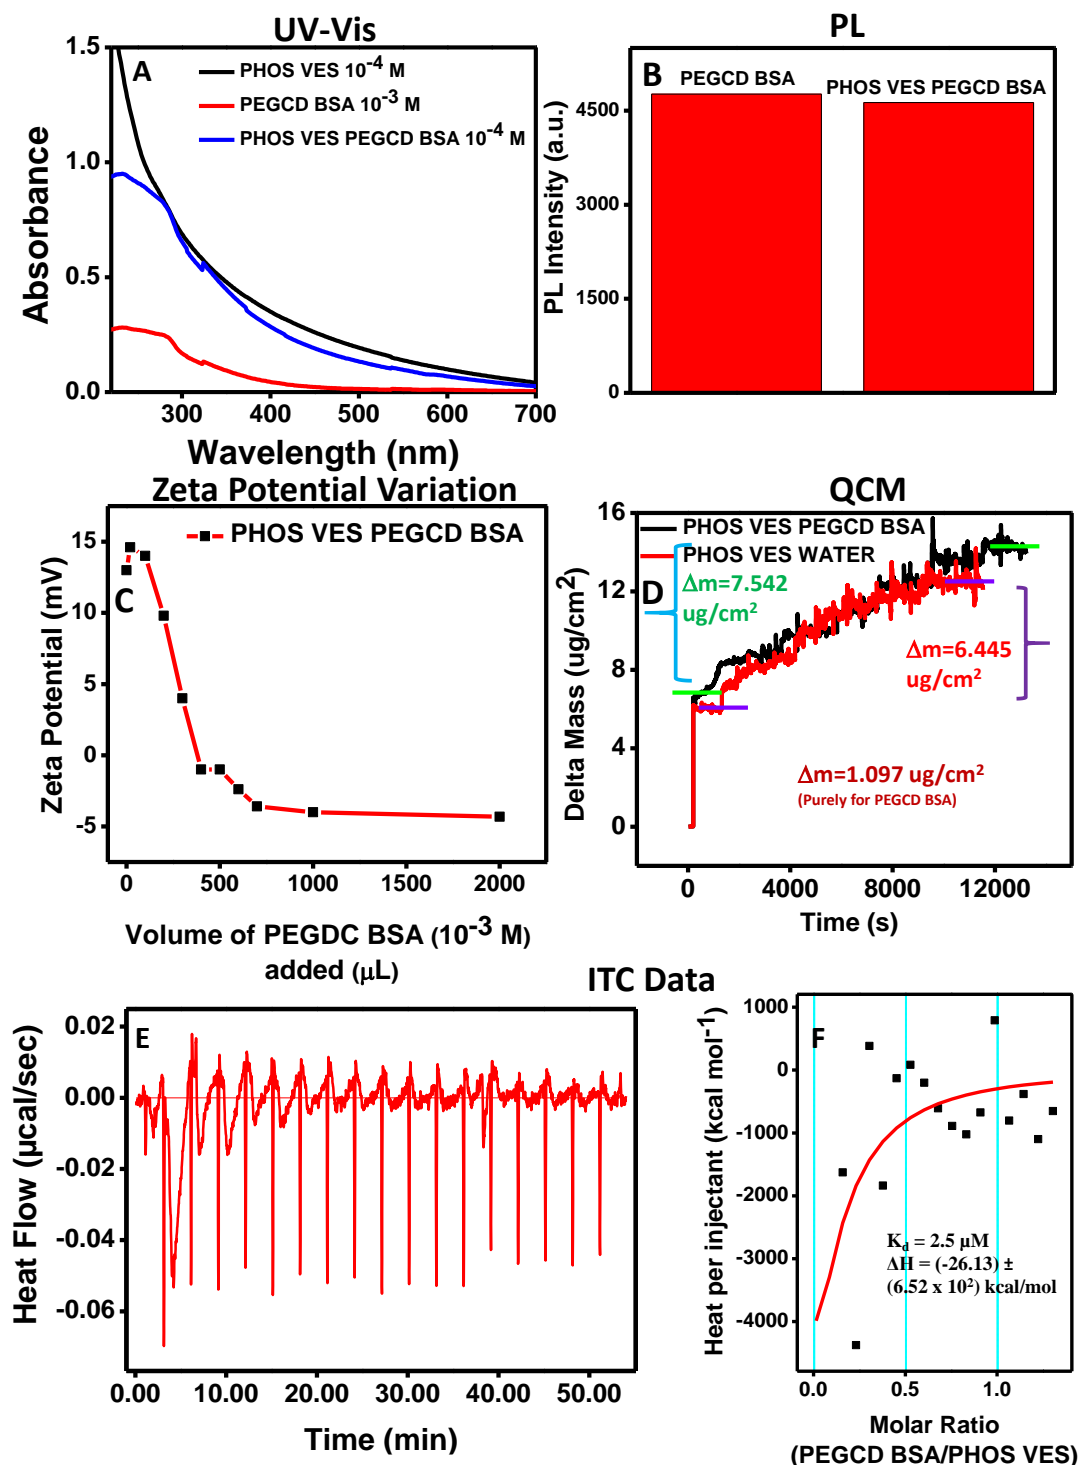 UV-Vis
A
PHOS VES 10⁻⁴ M
PEGCD BSA 10⁻³ M
PHOS VES PEGCD BSA 10⁻⁴ M
1.5
1.0
0.5
0.0
Absorbance
300 400 500 600 700
Wavelength (nm)
PL
B
PEGCD BSA
PHOS VES PEGCD BSA
4500
3000
1500
0
PL Intensity (a.u.)
Zeta Potential Variation
PHOS VES PEGCD BSA
C
15
10
5
0
-5
Zeta Potential (mV)
0 500 1000 1500 2000
Volume of PEGDC BSA (10⁻³ M)
added (μL)
QCM
PHOS VES PEGCD BSA
PHOS VES WATER
D
Δm=7.542
ug/cm²
Δm=6.445
ug/cm²
Δm=1.097 ug/cm²
(Purely for PEGCD BSA)
16
12
8
4
0
Delta Mass (ug/cm²)
0 4000 8000 12000
Time (s)
ITC Data
E
0.02
0.00
-0.02
-0.04
-0.06
Heat Flow (μcal/sec)
0.00 10.00 20.00 30.00 40.00 50.00
Time (min)
F
1000
0
-1000
-2000
-3000
-4000
Heat per injectant (kcal mol⁻¹)
K_d = 2.5 μM
ΔH = (-26.13) ±
(6.52 x 10²) kcal/mol
0.0 0.5 1.0
Molar Ratio
(PEGCD BSA/PHOS VES)